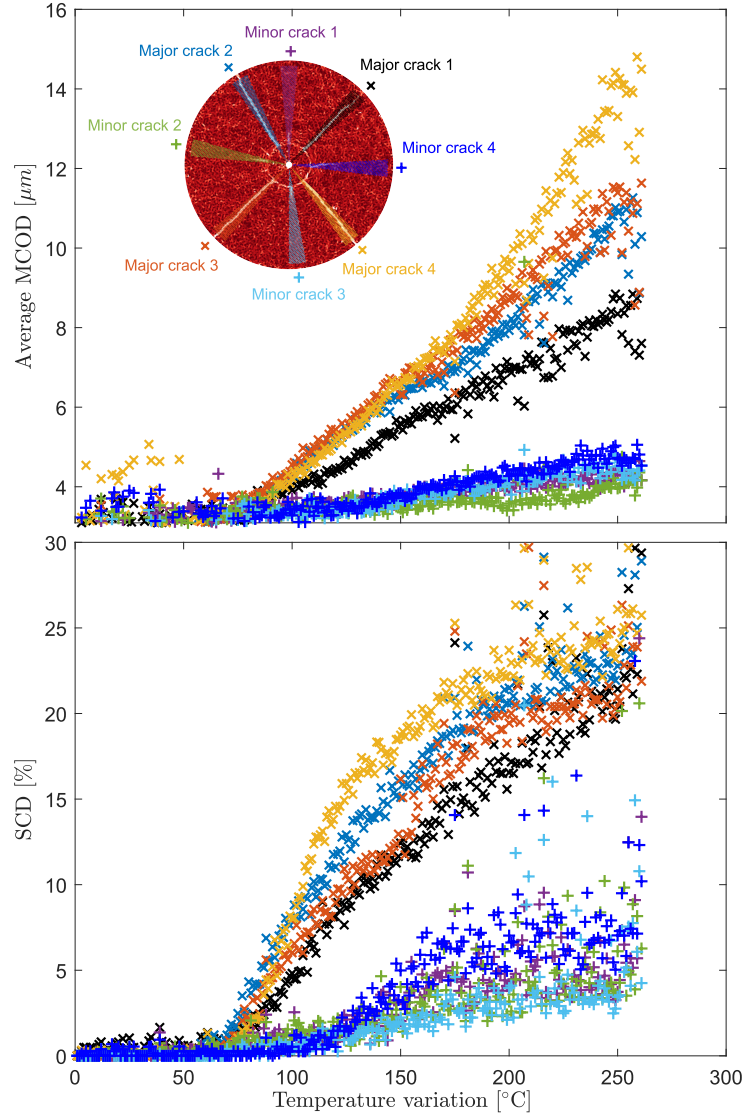 16
14
12
10
8
6
4
Average MCOD [μm]
Minor crack 1
Major crack 2
Major crack 1
Minor crack 2
Minor crack 4
Major crack 3
Major crack 4
Minor crack 3
30
25
20
15
10
5
0
SCD [%]
0 50 100 150 200 250 300
Temperature variation [°C]